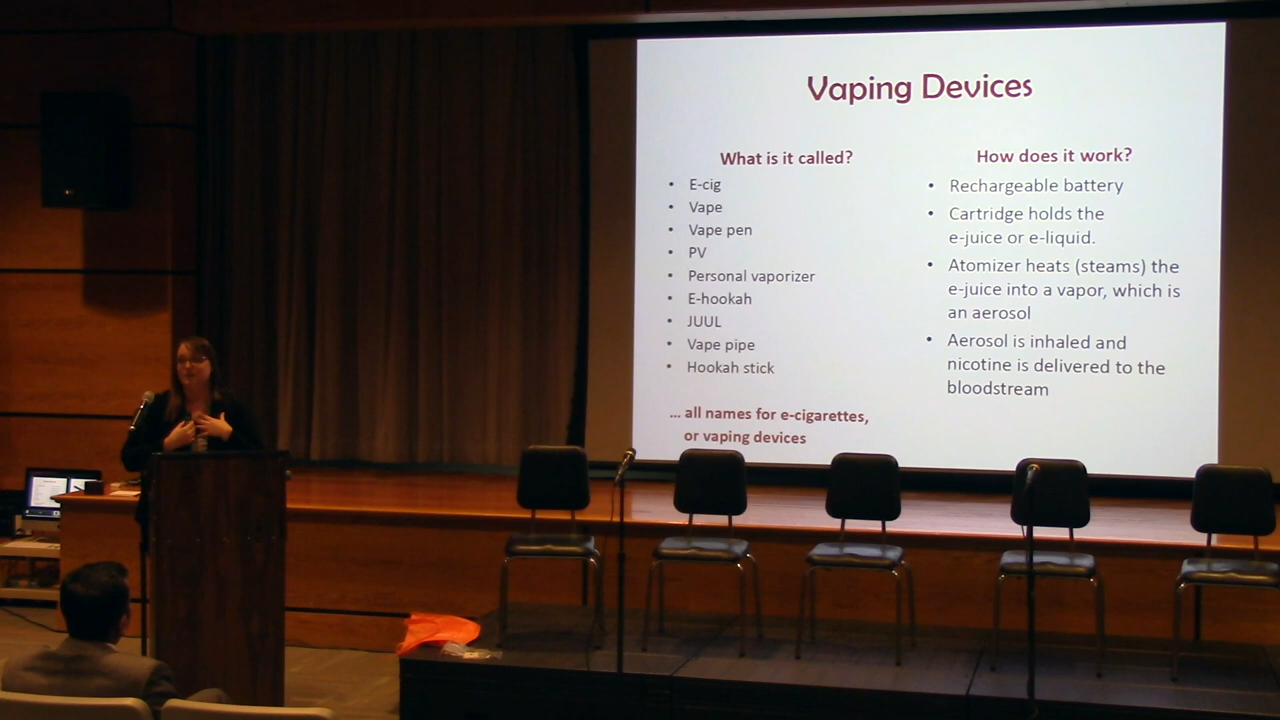 Vaping Devices
What is it called?
• E-cig
• Vape
• Vape pen
• PV
• Personal vaporizer
• E-hookah
• JUUL
• Vape pipe
• Hookah stick
... all names for e-cigarettes,
or vaping devices
How does it work?
• Rechargeable battery
• Cartridge holds the
e-juice or e-liquid.
• Atomizer heats (steams) the
e-juice into a vapor, which is
an aerosol
• Aerosol is inhaled and
nicotine is delivered to the
bloodstream